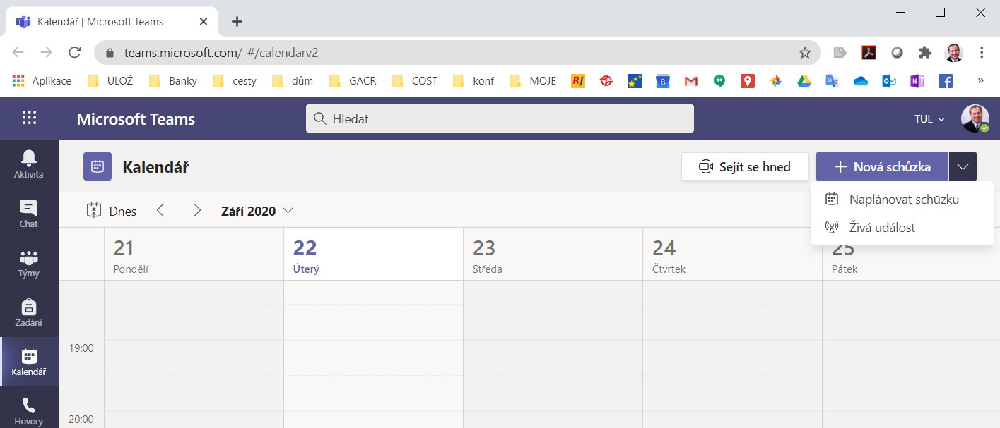 Kalendář | Microsoft Teams
teams.microsoft.com/_#/calendarv2
Aplikace ULOŽ Banky cesty dům GACR COST konf MOJE RJ 8 »
Microsoft Teams Hledat TUL
Aktivita
Chat
Týmy
Zadání
Kalendář
Hovory
Kalendář Sejít se hned Nová schůzka
Naplánovat schůzku
Živá událost
Dnes Září 2020
21 22 23 24 25
Pondělí Úterý Středa Čtvrtek Pátek
19:00
20:00